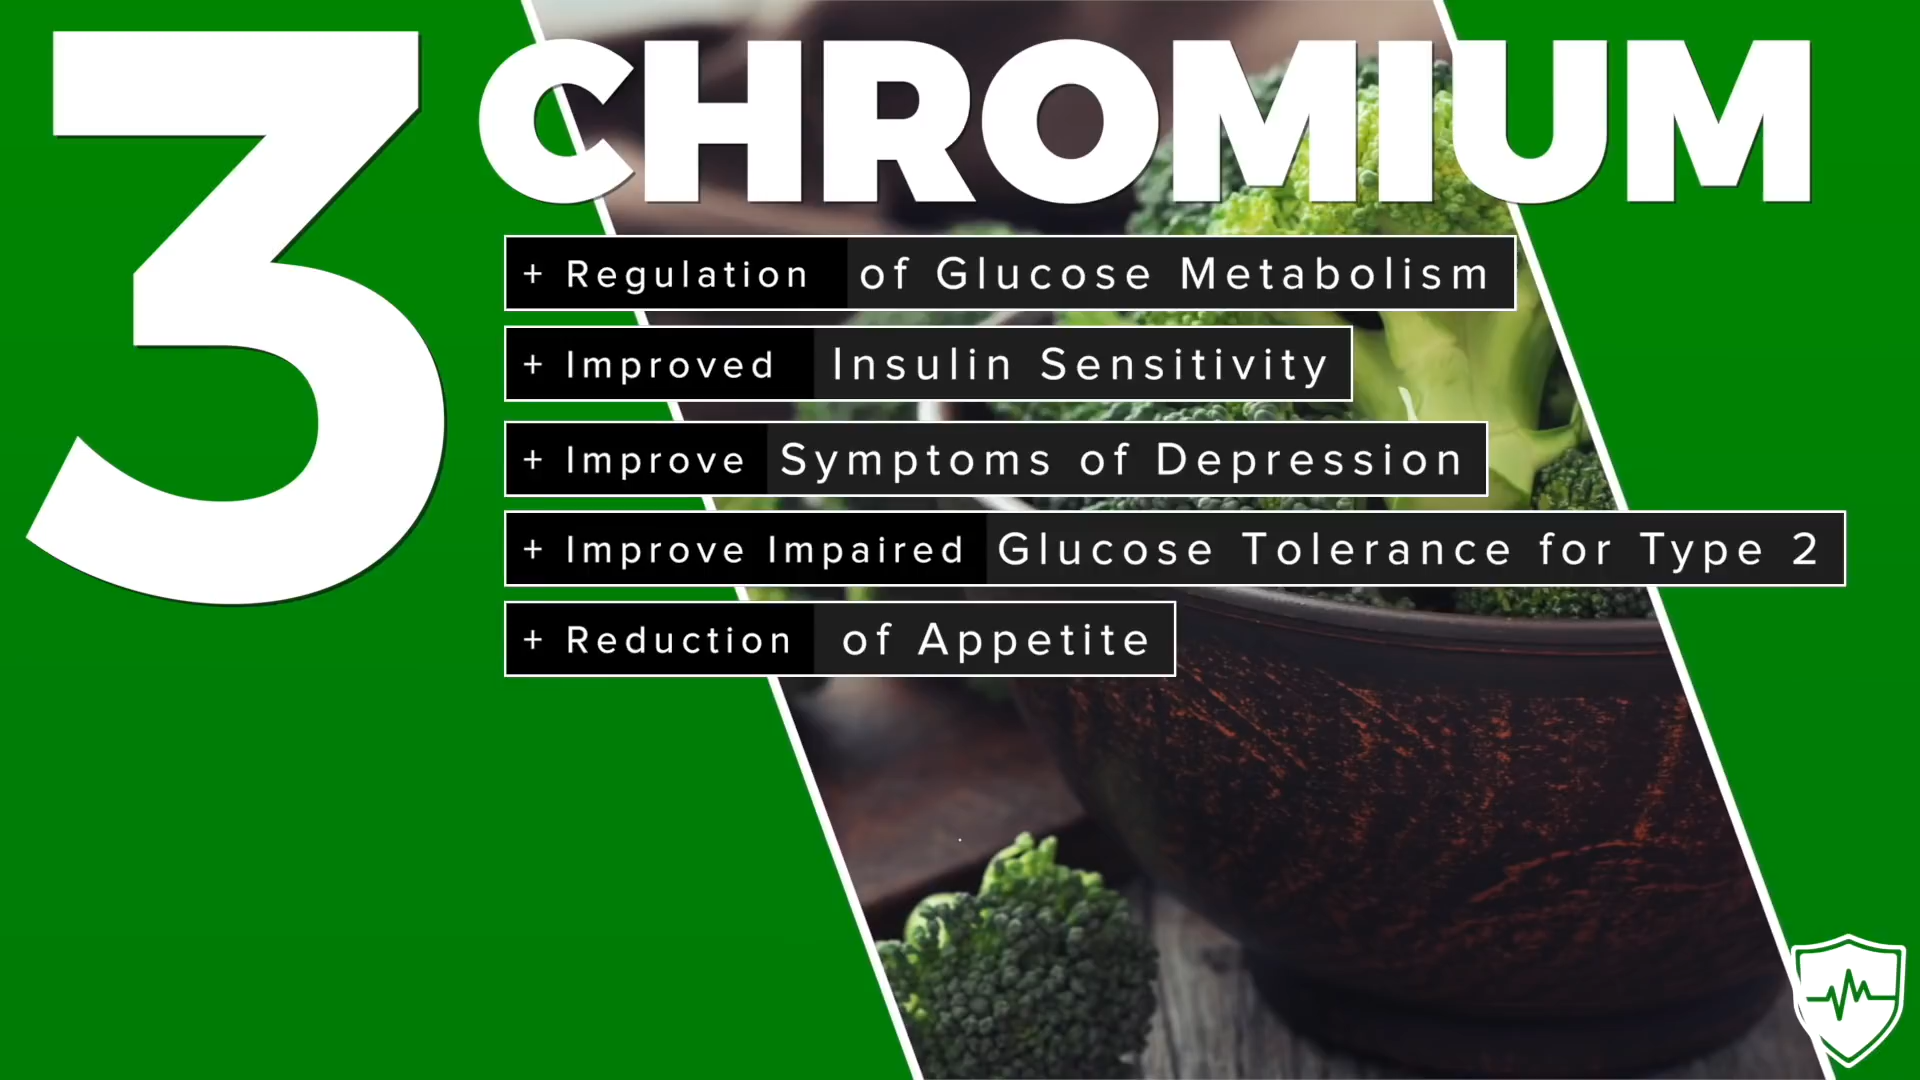 3 CHROMIUM
+ Regulation of Glucose Metabolism
+ Improved Insulin Sensitivity
+ Improve Symptoms of Depression
+ Improve Impaired Glucose Tolerance for Type 2
+ Reduction of Appetite